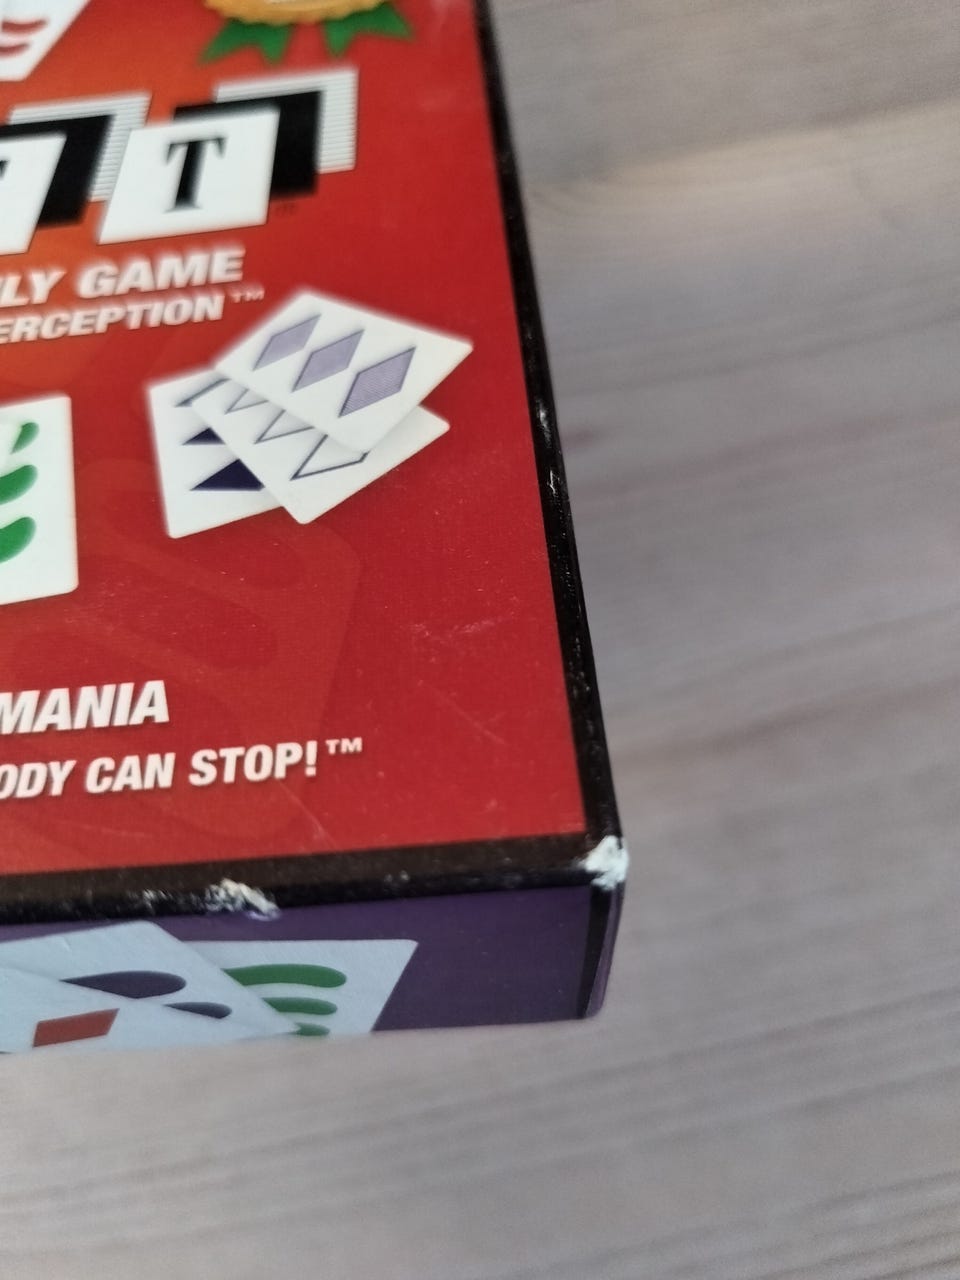 T
LY GAME
ERCEPTION™
MANIA
ODY CAN STOP!™